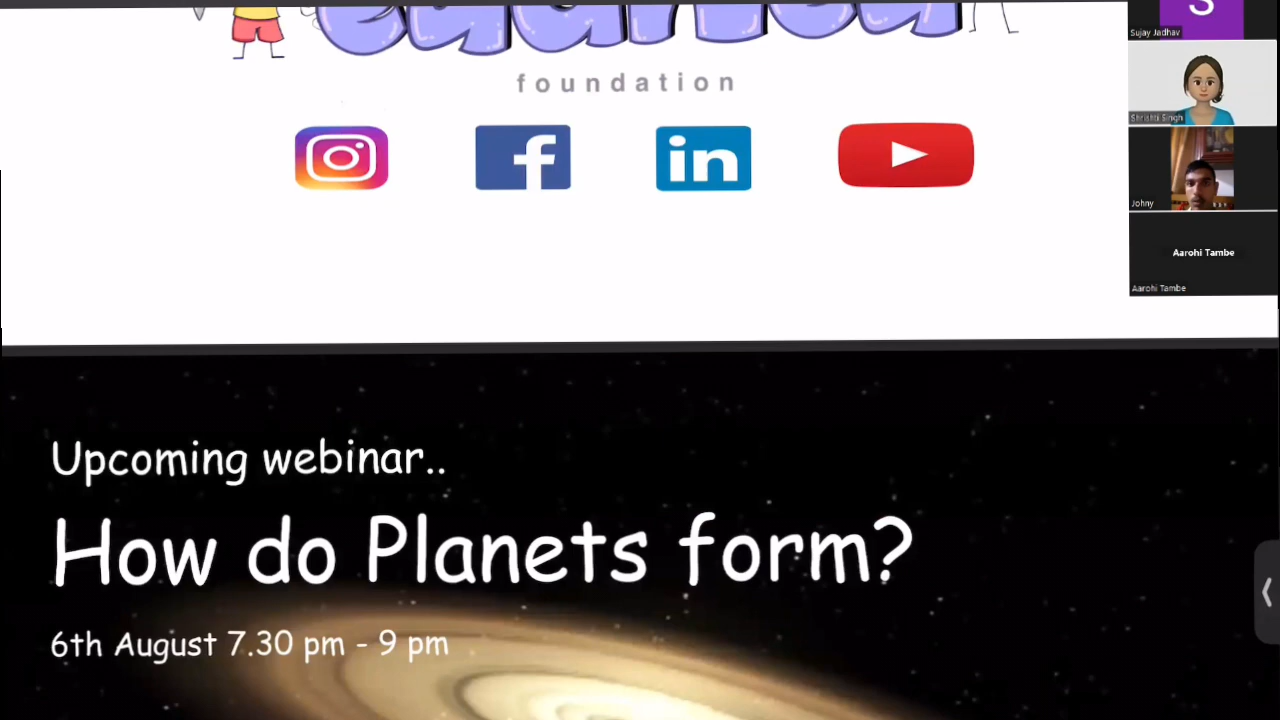 foundation
in
S
Sujay Jadhav
Shrishti Singh
Johny
Aarohi Tambe
Aarohi Tambe
Upcoming webinar..
How do Planets form?
6th August 7.30 pm - 9 pm